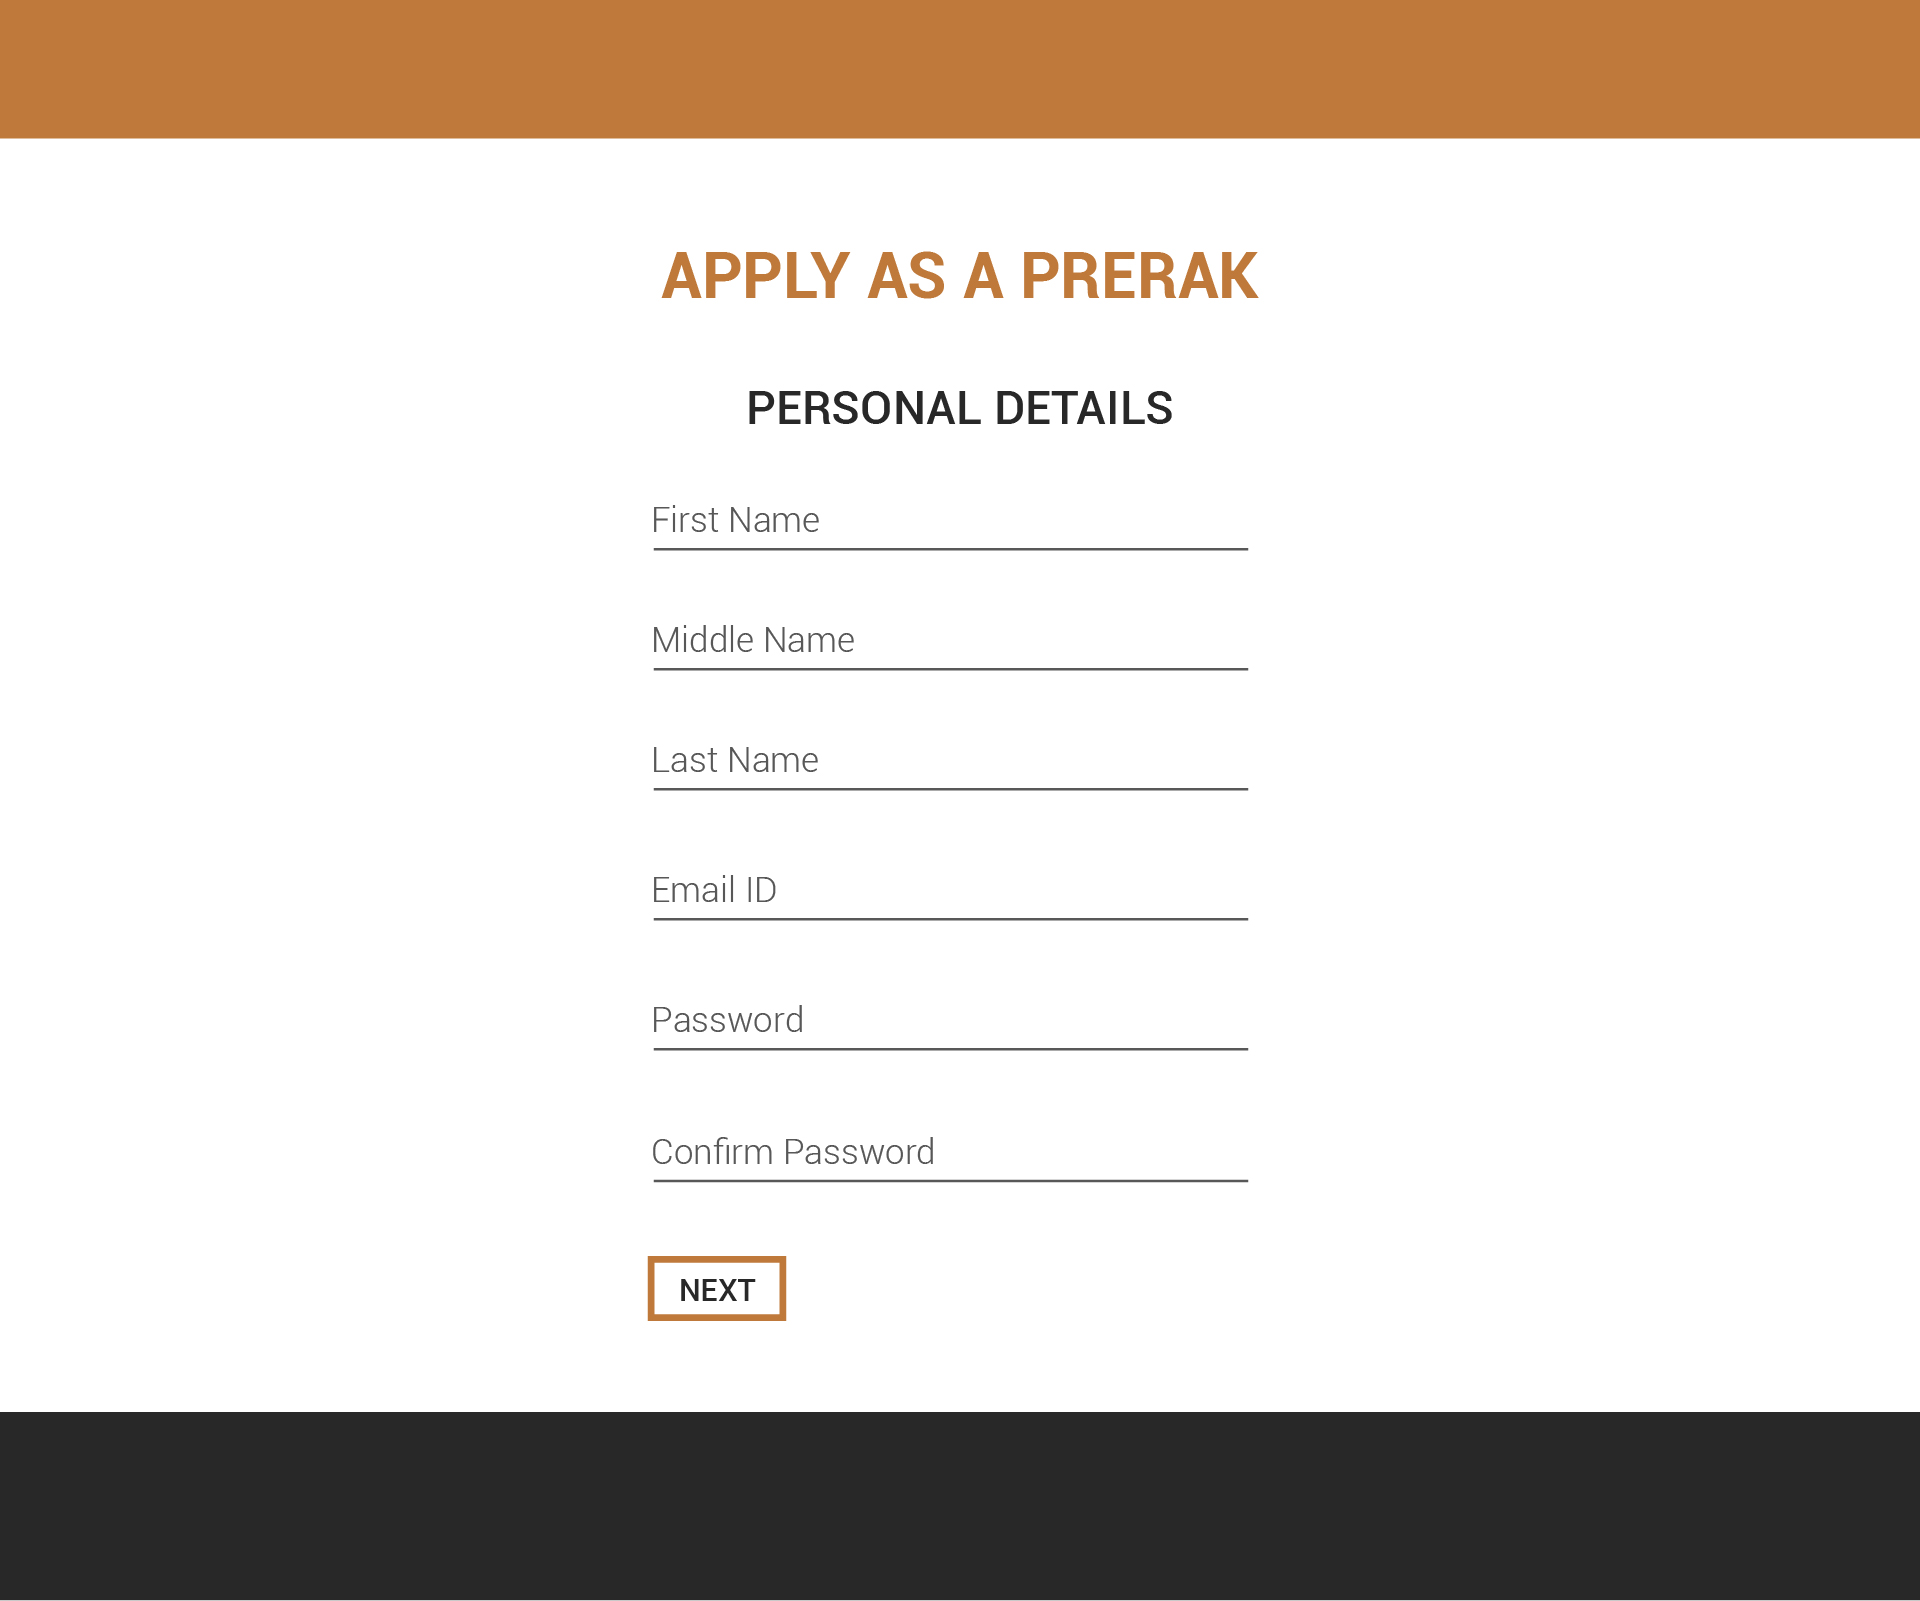 APPLY AS A PRERAK
PERSONAL DETAILS
First Name
Middle Name
Last Name
Email ID
Password
Confirm Password
NEXT